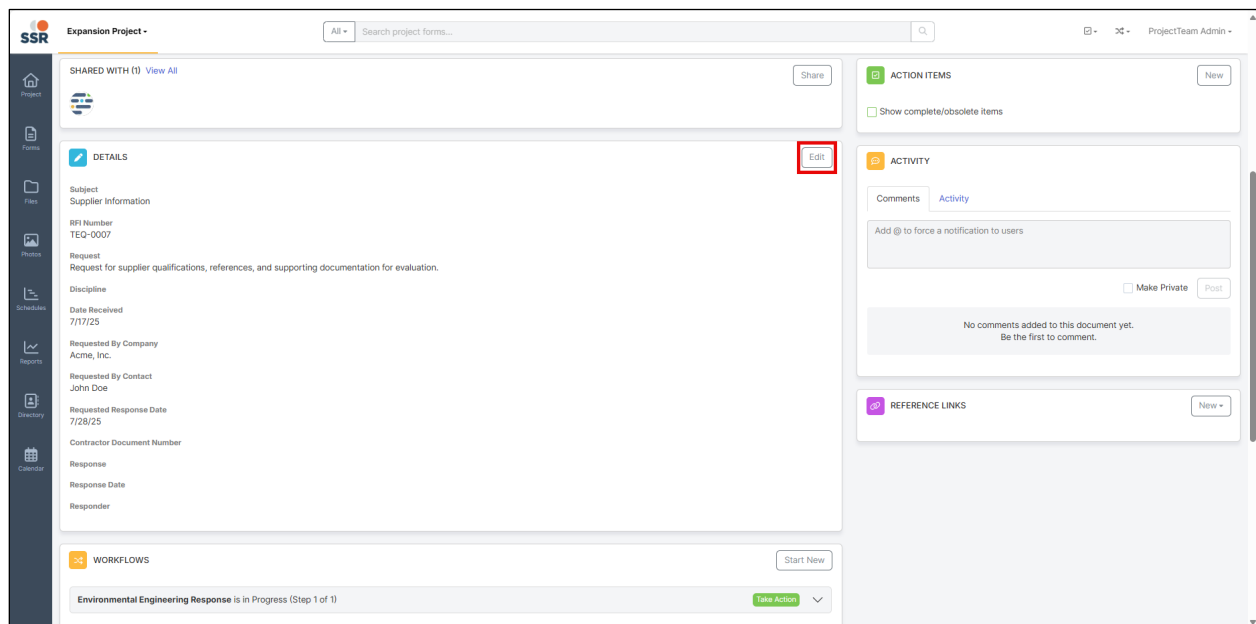 SSR
Expansion Project
All
Search project forms...
ProjectTeam Admin
Project
Forms
Files
Photos
Schedules
Reports
Directory
Calendar
SHARED WITH (1) View All
Share
DETAILS
Edit
Subject
Supplier Information
RFI Number
TEQ-0007
Request
Request for supplier qualifications, references, and supporting documentation for evaluation.
Discipline
Date Received
7/17/25
Requested By Company
Acme, Inc.
Requested By Contact
John Doe
Requested Response Date
7/28/25
Contractor Document Number
Response
Response Date
Responder
WORKFLOWS
Start New
Environmental Engineering Response is in Progress (Step 1 of 1)
Take Action
ACTION ITEMS
New
Show complete/obsolete items
ACTIVITY
Comments
Activity
Add @ to force a notification to users
Make Private
Post
No comments added to this document yet.
Be the first to comment.
REFERENCE LINKS
New